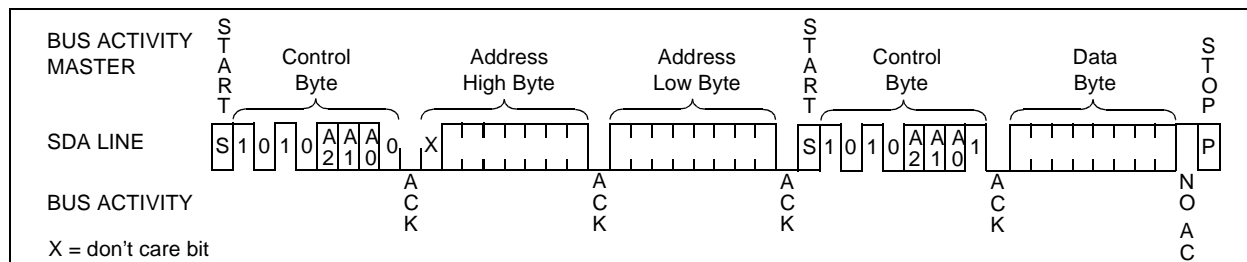 BUS ACTIVITY
MASTER
START
Control
Byte
Address
High Byte
Address
Low Byte
START
Control
Byte
Data
Byte
STOP
SDA LINE
S 1 0 1 0 A2 A1 A0 0 X S 1 0 1 0 A2 A1 A0 1 P
BUS ACTIVITY
ACK
ACK
ACK
ACK
NO AC
X = don't care bit